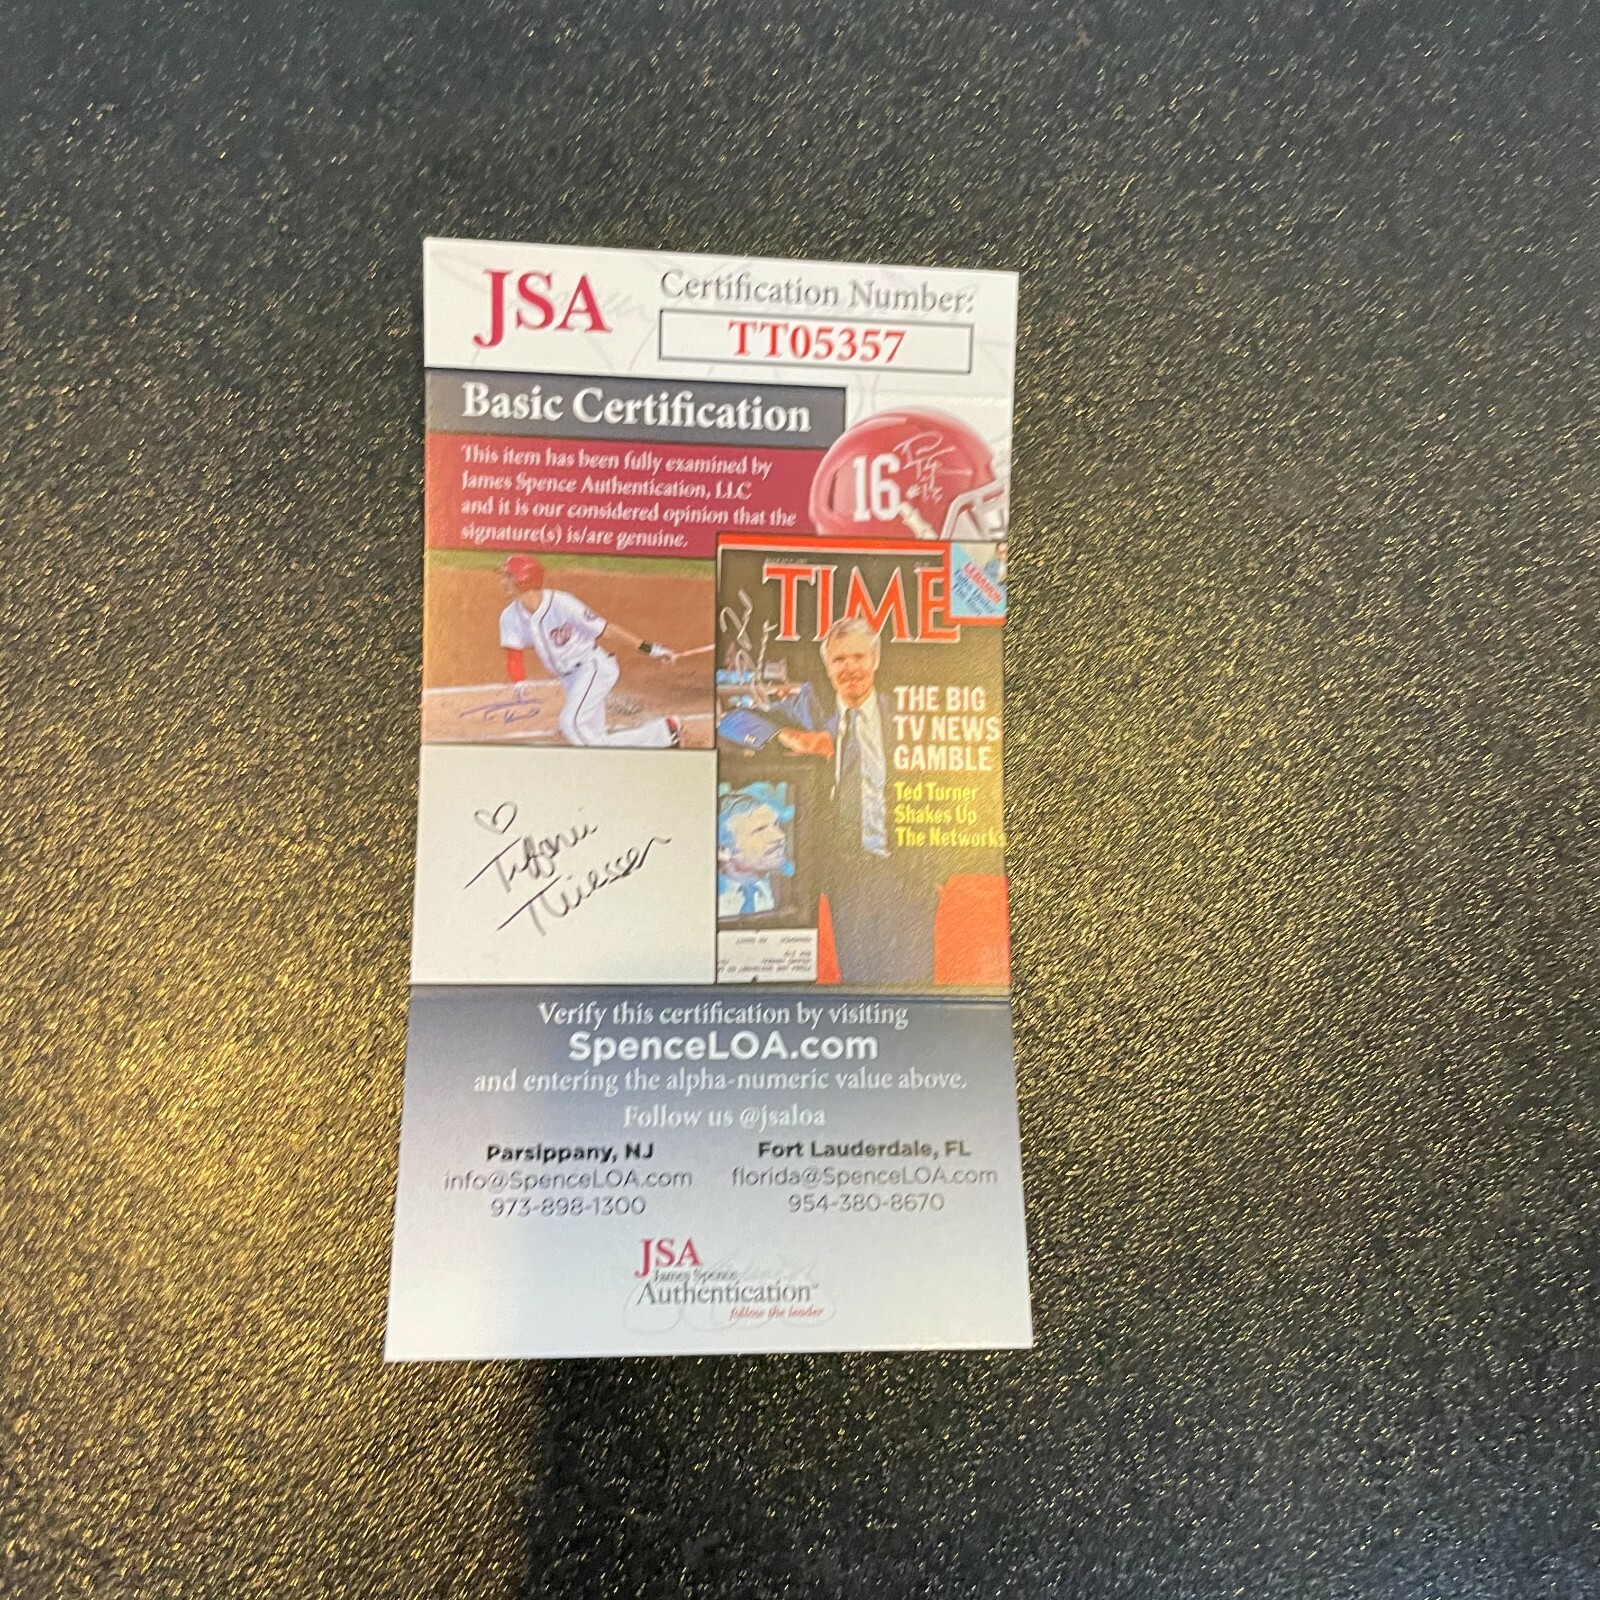 JSA
Certification Number:
TT05357
Basic Certification
This item has been fully examined by
James Spence Authentication, LLC
and it is our considered opinion that the
signature(s) is/are genuine.
16
TIME
THE BIG
TV NEWS
GAMBLE
Ted Turner
Shakes Up
The Networks
Tiffani
Thiessen
Verify this certification by visiting
SpenceLOA.com
and entering the alpha-numeric value above.
Follow us @jsaloa
Parsippany, NJ
info@SpenceLOA.com
973-898-1300
Fort Lauderdale, FL
florida@SpenceLOA.com
954-380-8670
JSA
James Spence
Authentication
follow the leader